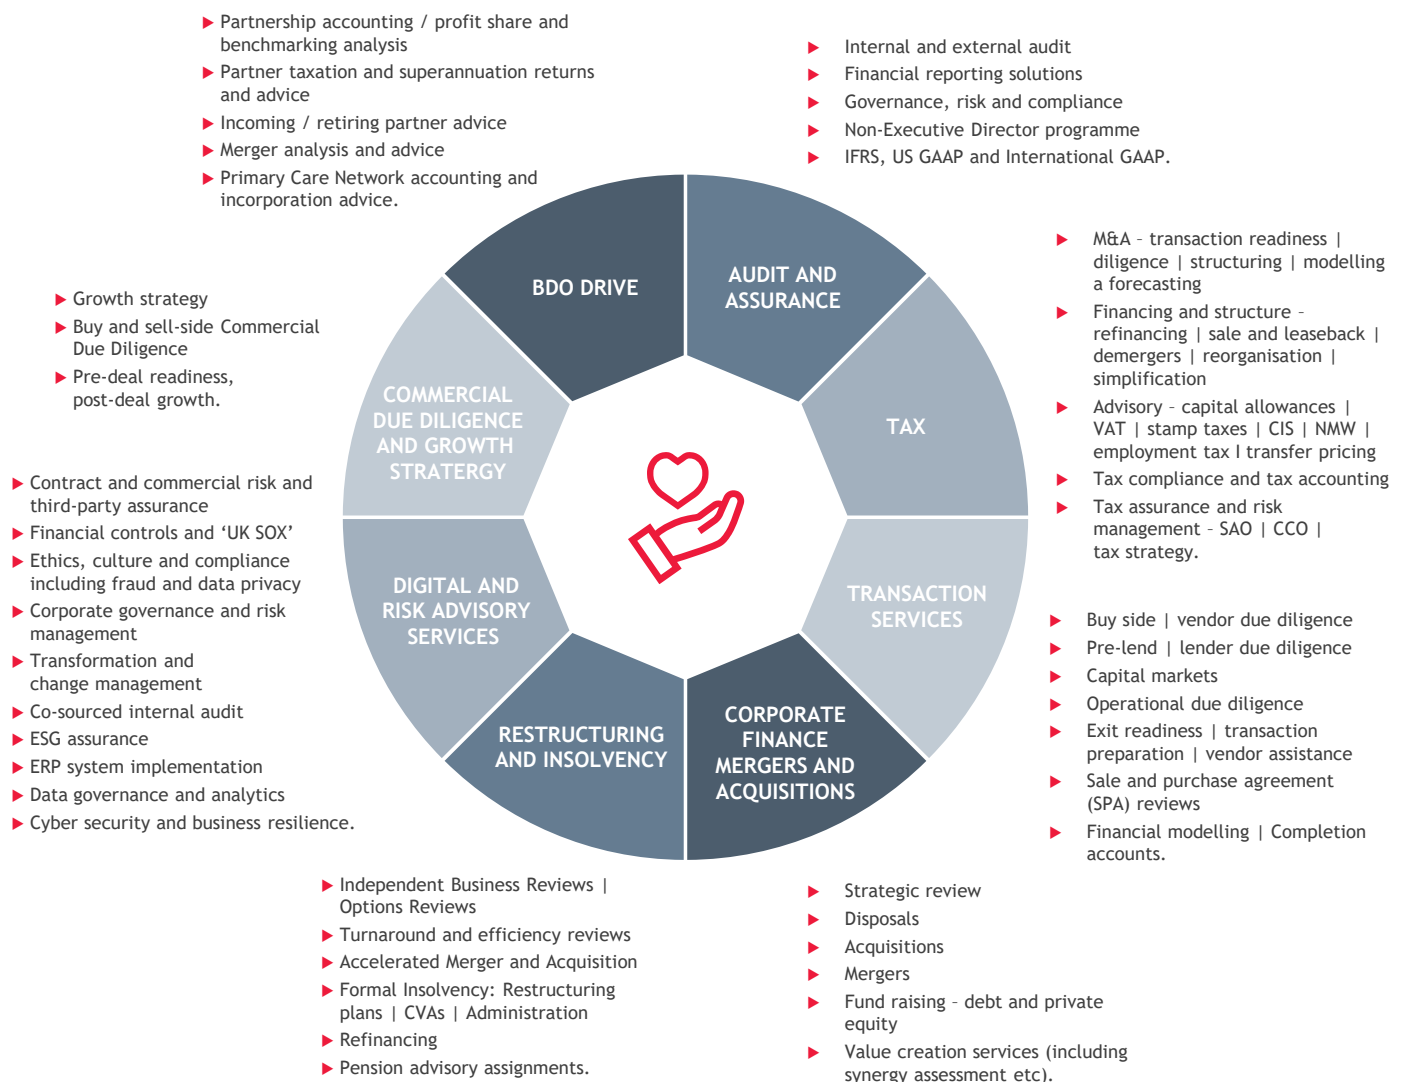 Partnership accounting / profit share and
benchmarking analysis
Partner taxation and superannuation returns
and advice
Incoming / retiring partner advice
Merger analysis and advice
Primary Care Network accounting and
incorporation advice.
Internal and external audit
Financial reporting solutions
Governance, risk and compliance
Non-Executive Director programme
IFRS, US GAAP and International GAAP.
BDO DRIVE
AUDIT AND
ASSURANCE
M&A – transaction readiness |
diligence | structuring | modelling
a forecasting
Financing and structure –
refinancing | sale and leaseback |
demergers | reorganisation |
simplification
Advisory – capital allowances |
VAT | stamp taxes | CIS | NMW |
employment tax I transfer pricing
Tax compliance and tax accounting
Tax assurance and risk
management – SAO | CCO |
tax strategy.
Growth strategy
Buy and sell-side Commercial
Due Diligence
Pre-deal readiness,
post-deal growth.
COMMERCIAL
DUE DILIGENCE
AND GROWTH
STRATERGY
TAX
Contract and commercial risk and
third-party assurance
Financial controls and ‘UK SOX’
Ethics, culture and compliance
including fraud and data privacy
Corporate governance and risk
management
Transformation and
change management
Co-sourced internal audit
ESG assurance
ERP system implementation
Data governance and analytics
Cyber security and business resilience.
DIGITAL AND
RISK ADVISORY
SERVICES
TRANSACTION
SERVICES
Buy side | vendor due diligence
Pre-lend | lender due diligence
Capital markets
Operational due diligence
Exit readiness | transaction
preparation | vendor assistance
Sale and purchase agreement
(SPA) reviews
Financial modelling | Completion
accounts.
RESTRUCTURING
AND INSOLVENCY
CORPORATE
FINANCE
MERGERS AND
ACQUISITIONS
Independent Business Reviews |
Options Reviews
Turnaround and efficiency reviews
Accelerated Merger and Acquisition
Formal Insolvency: Restructuring
plans | CVAs | Administration
Refinancing
Pension advisory assignments.
Strategic review
Disposals
Acquisitions
Mergers
Fund raising – debt and private
equity
Value creation services (including
synergy assessment etc).